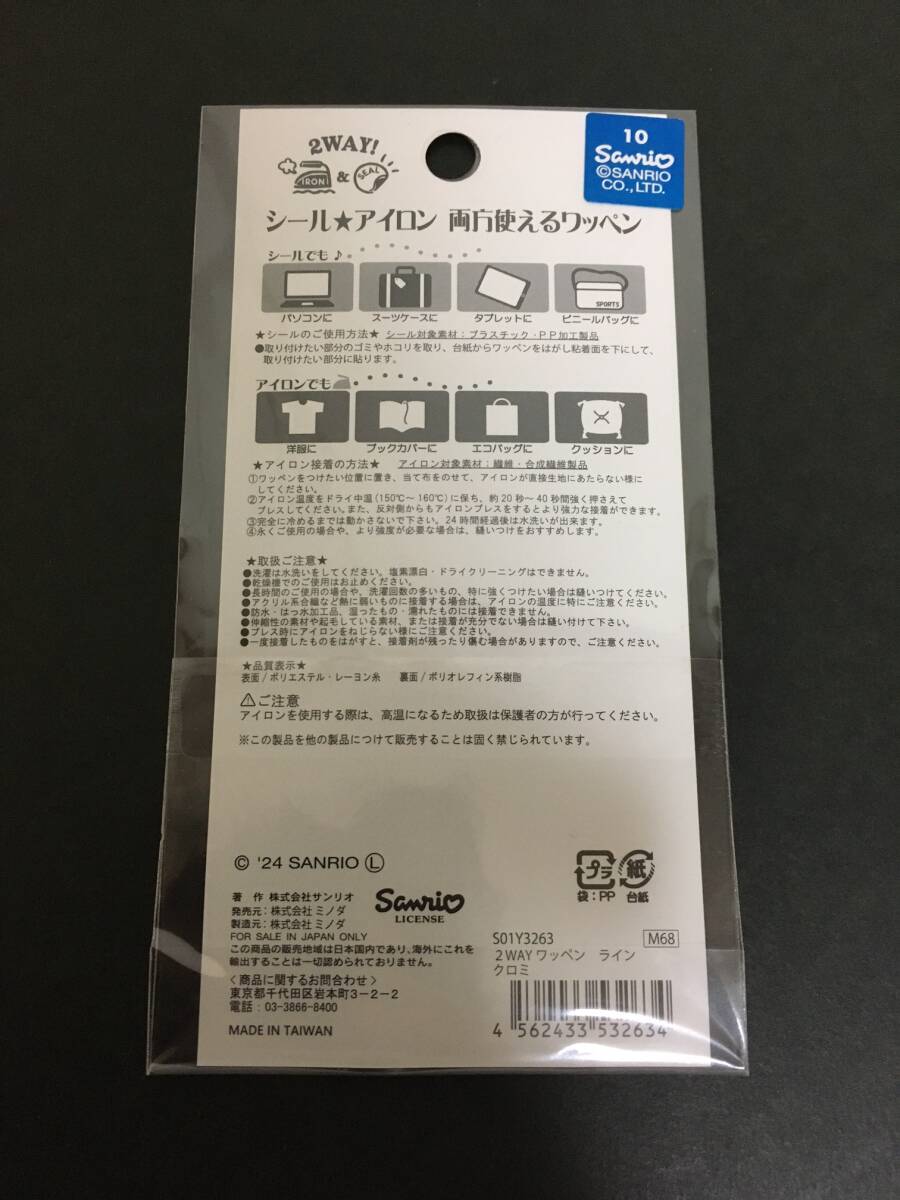 2WAY!
IRON & SEAL
10
Sanrio
©SANRIO
CO.,LTD.
シール★アイロン 両方使えるワッペン
シールでも♪
SPORTS
パソコンに スーツケースに タブレットに ビニールバッグに
★シールのご使用方法★ シール対象素材：プラスチック・PP加工製品
●取り付けたい部分のゴミやホコリを取り、台紙からワッペンをはがし粘着面を下にして、
取り付けたい部分に貼ります。
アイロンでも
洋服に ブックカバーに エコバッグに クッションに
★アイロン接着の方法★ アイロン対象素材：繊維・合成繊維製品
①ワッペンをつけたい位置に置き、当て布をのせて、アイロンが直接生地にあたらない様に
してください。
②アイロン温度をドライ中温（150℃～160℃）に保ち、約20秒～40秒間強く押さえて
プレスしてください。また、反対側からもアイロンプレスをするとより強力な接着ができます。
③完全に冷めるまでは動かさないで下さい。24時間経過後は水洗いが出来ます。
④永くご使用の場合や、より強度が必要な場合は、縫いつけをおすすめします。
★取扱ご注意★
●洗濯は水洗いをしてください。塩素漂白・ドライクリーニングはできません。
●乾燥機でのご使用はお止めください。
●長時間のご使用の場合や、洗濯回数の多いもの、特に強くつけたい場合は縫いつけてください。
●アクリル系合繊など熱に弱いものに接着する場合は、アイロンの温度に特にご注意ください。
●防水・はっ水加工品、湿ったもの・濡れたものには接着できません。
●伸縮性の素材や起毛している素材、または接着が充分でない場合は縫い付けて下さい。
●プレス時にアイロンをねじらない様にご注意ください。
●一度接着したものをはがすと、接着剤が残ったり傷む場合がありますので、ご注意ください。
★品質表示★
表面/ポリエステル・レーヨン糸 裏面/ポリオレフィン系樹脂
⚠ご注意
アイロンを使用する際は、高温になるため取扱は保護者の方が行ってください。
※この製品を他の製品につけて販売することは固く禁じられています。
© '24 SANRIO Ⓛ
プラ 紙
袋：PP 台紙
著 作 株式会社サンリオ
発売元：株式会社ミノダ
製造元：株式会社ミノダ
Sanrio
LICENSE
FOR SALE IN JAPAN ONLY
この商品の販売地域は日本国内であり、海外にこれを
輸出することは一切認められておりません。
〈商品に関するお問合わせ〉
東京都千代田区岩本町3-2-2
電話：03-3866-8400
MADE IN TAIWAN
S01Y3263 M68
2WAYワッペン ライン
クロミ
4 562433 532634